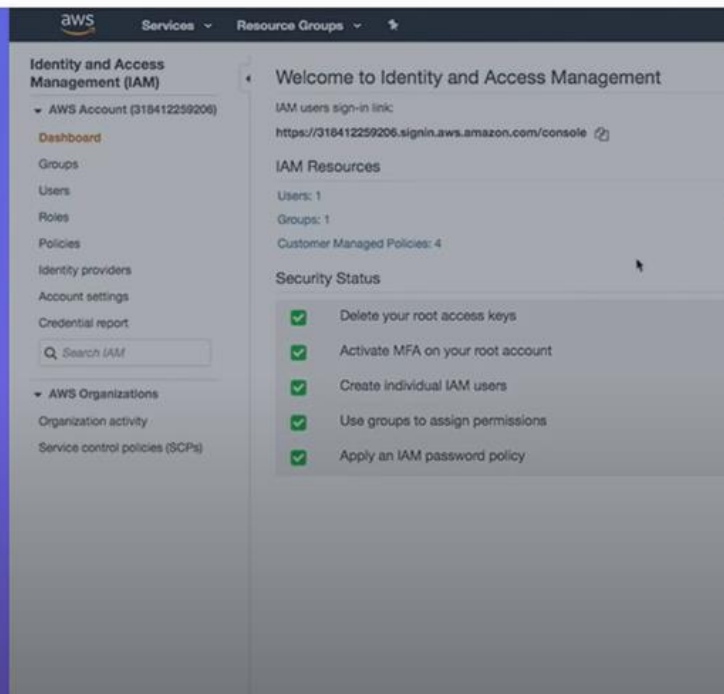 aws
Services
Resource Groups
Identity and Access
Management (IAM)
AWS Account (318412259206)
Dashboard
Groups
Users
Roles
Policies
Identity providers
Account settings
Credential report
Search IAM
AWS Organizations
Organization activity
Service control policies (SCPs)
Welcome to Identity and Access Management
IAM users sign-in link:
https://318412259206.signin.aws.amazon.com/console
IAM Resources
Users: 1
Groups: 1
Customer Managed Policies: 4
Security Status
Delete your root access keys
Activate MFA on your root account
Create individual IAM users
Use groups to assign permissions
Apply an IAM password policy